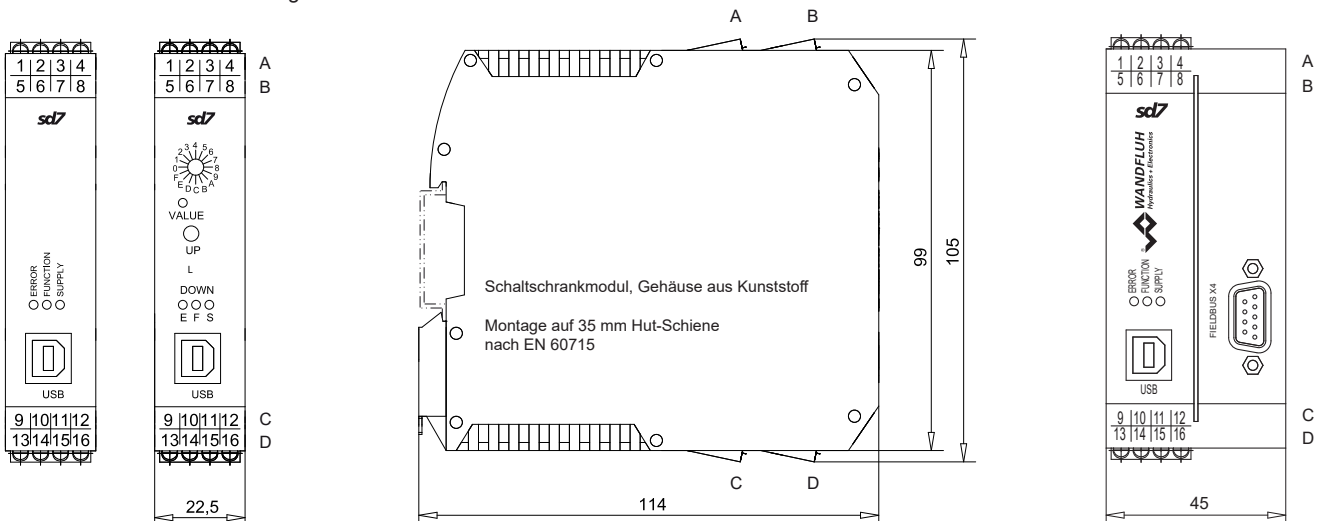 1 2 3 4
5 6 7 8
sd7
ERROR
FUNCTION
SUPPLY
USB
9 10 11 12
13 14 15 16
1 2 3 4
5 6 7 8
A
B
sd7
0 1 2 3 4 5 6 7 8 9 A B C D E F
VALUE
UP
L
DOWN
E F S
USB
9 10 11 12
13 14 15 16
C
D
22,5
A B
Schaltschrankmodul, Gehäuse aus Kunststoff
Montage auf 35 mm Hut-Schiene
nach EN 60715
99
105
C D
114
1 2 3 4
5 6 7 8
A
B
sd7
WANDFLUH
Hydraulics + Electronics
®
ERROR
FUNCTION
SUPPLY
FIELDBUS X4
USB
9 10 11 12
13 14 15 16
C
D
45